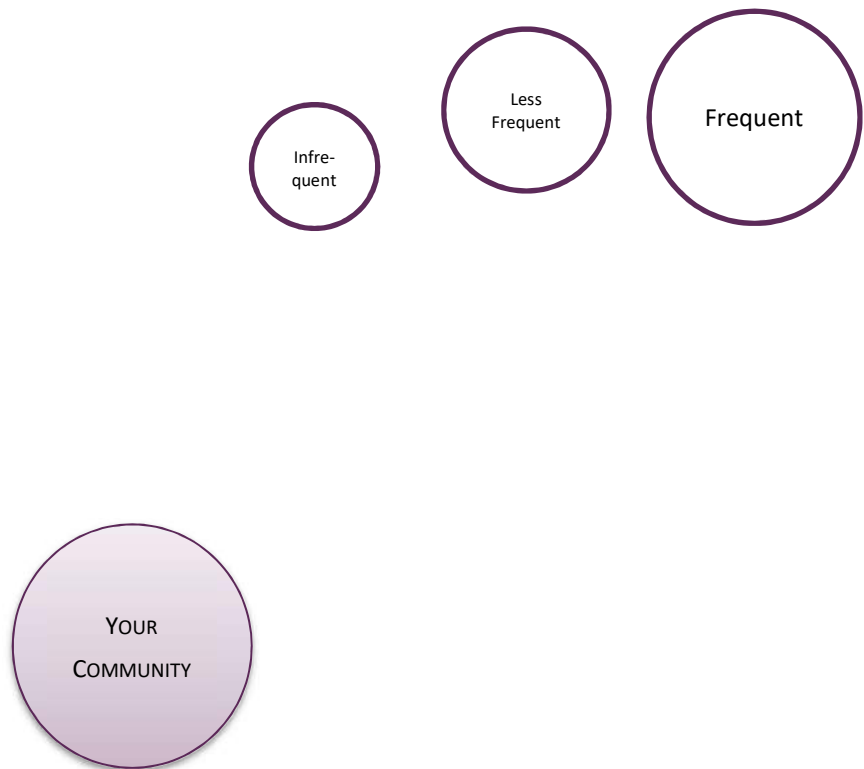 Infre-
quent
Less
Frequent
Frequent
YOUR
COMMUNITY